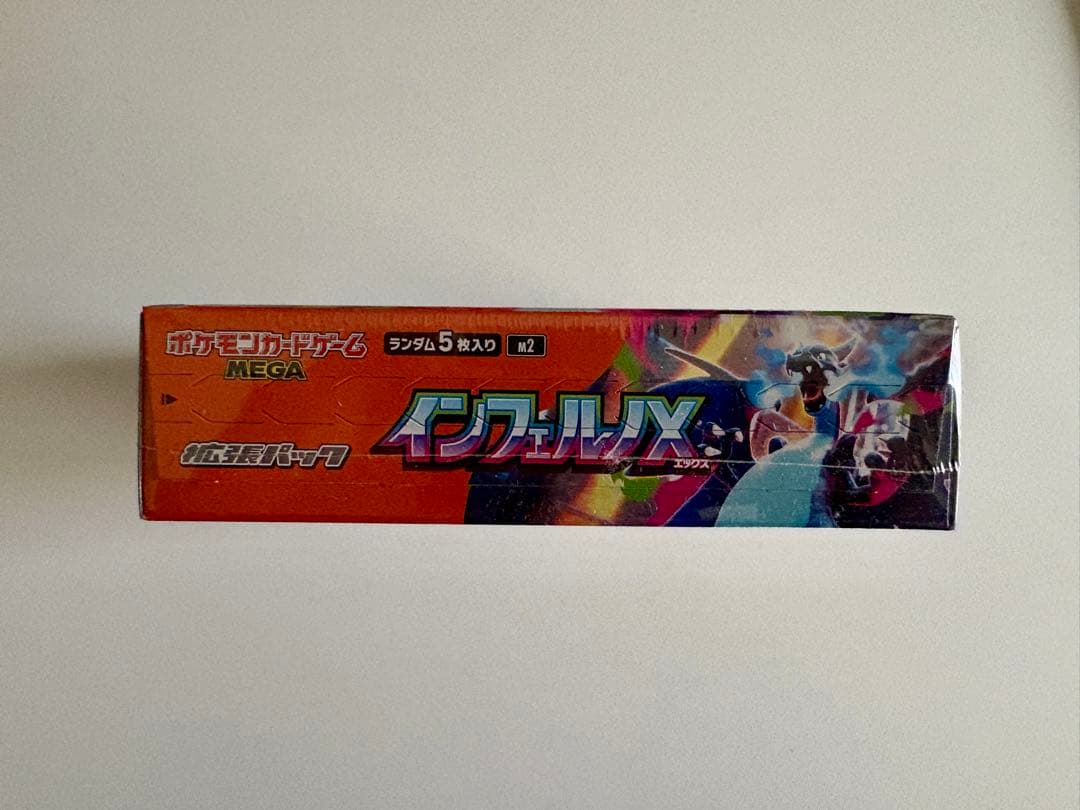 ポケモンカードゲーム
MEGA
ランダム5枚入り
M2
拡張パック
インフェルノX
エックス